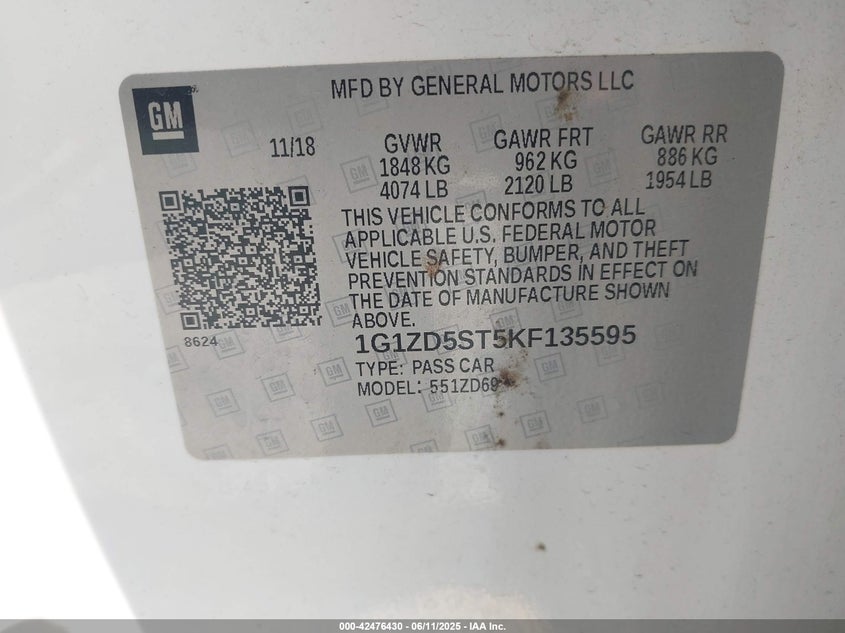 GM
MFD BY GENERAL MOTORS LLC
11/18
GVWR
1848 KG
4074 LB
GAWR FRT
962 KG
2120 LB
GAWR RR
886 KG
1954 LB
THIS VEHICLE CONFORMS TO ALL
APPLICABLE U.S. FEDERAL MOTOR
VEHICLE SAFETY, BUMPER, AND THEFT
PREVENTION STANDARDS IN EFFECT ON
THE DATE OF MANUFACTURE SHOWN
ABOVE.
8624
1G1ZD5ST5KF135595
TYPE: PASS CAR
MODEL: 551ZD69
000-42476430 - 06/11/2025 - IAA Inc.